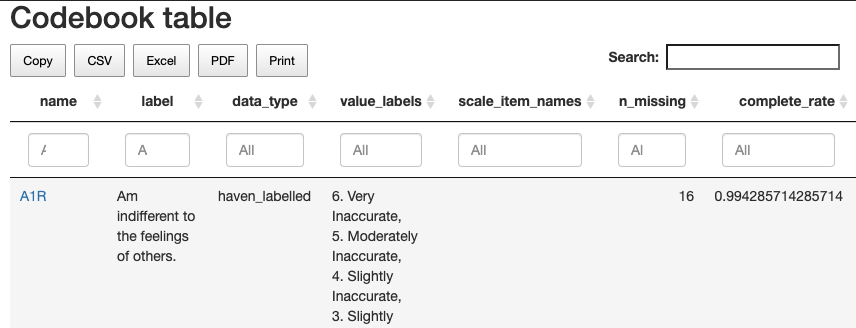 Codebook table
Copy CSV Excel PDF Print Search:
name label data_type value_labels scale_item_names n_missing complete_rate
A All All All Al All
A1R Am haven_labelled 6. Very 16 0.994285714285714
indifferent to Inaccurate,
the feelings 5. Moderately
of others. Inaccurate,
4. Slightly
Inaccurate,
3. Slightly